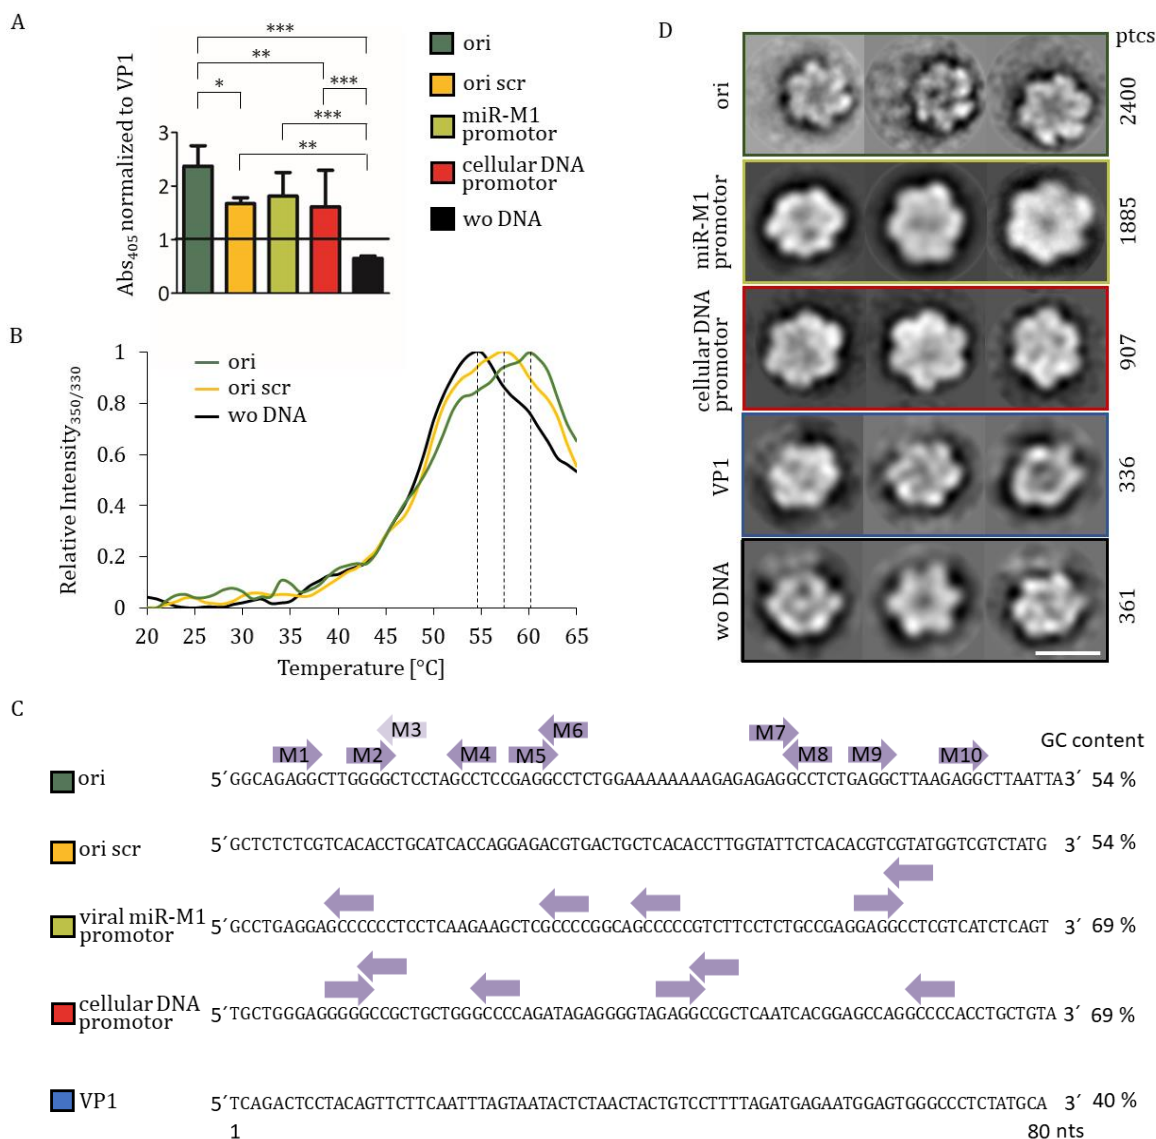 A
Abs405 normalized to VP1
***
**
*
***
***
**
3
2
1
0
ori
ori scr
miR-M1
promotor
cellular DNA
promotor
wo DNA
B
Relative Intensity350/330
1
0.8
0.6
0.4
0.2
0
ori
ori scr
wo DNA
20 25 30 35 40 45 50 55 60 65
Temperature [°C]
D
ptcs
ori
2400
miR-M1
promotor
1885
cellular DNA
promotor
907
VP1
336
wo DNA
361
C
M3 M6 M7
M1 M2 M4 M5 M8 M9 M10
GC content
ori 5´GGCAGAGGCTTGGGGCTCCTAGCCTCCGAGGCCTCTGGAAAAAAAAAGAGAGAGGCCTCTGAGGCTTAAGAGGCTTAATTA3´ 54 %
ori scr 5´GCTCTCTCGTCACACCTGCATCACCAGGAGACGTGACTGCTCACACCTTGGTATTCTCACACGTCGTATGGTCGTCTATG 3´ 54 %
viral miR-M1
promotor 5´GCCTGAGGAGCCCCCCTCCTCAAGAAGCTCGCCCCGGCAGCCCCCGTCTTCCTCTGCCGAGGAGGCCTCGTCATCTCAGT 3´ 69 %
cellular DNA
promotor 5´TGCTGGGAGGGGGCCGCTGCTGGGCCCCAGATAGAGGGGTAGAGGCCGCTCAATCACGGAGCCAGGCCCCACCTGCTGTA 3´ 69 %
VP1 5´TCAGACTCCTACAGTTCTTCAATTTAGTAATACTCTAACTACTGTCCTTTTAGATGAGAATGGAGTGGGCCCTCTATGCA 3´ 40 %
1 80 nts